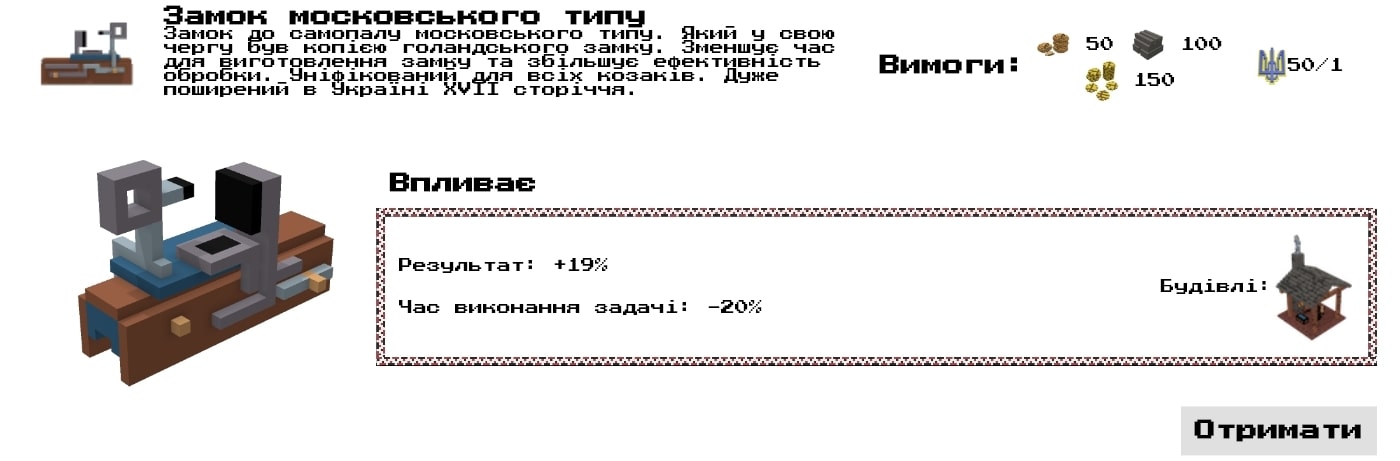 Замок московського типу
Замок до самопалу московського типу. Який у свою
чергу був копією голандського замку. Зменшує час
для виготовлення замку та збільшує ефективність
обробки. Уніфікований для всіх козаків. Дуже
поширений в Україні XVII сторіччя.
Вимоги: 50 100
150
50/1
Впливає
Результат: +19%
Час виконання задачі: -20%
Будівлі:
Отримати